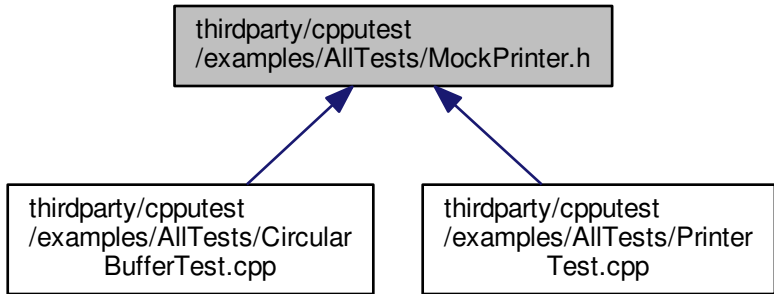 thirdparty/cpputest
/examples/AllTests/MockPrinter.h
thirdparty/cpputest
/examples/AllTests/Circular
BufferTest.cpp
thirdparty/cpputest
/examples/AllTests/Printer
Test.cpp